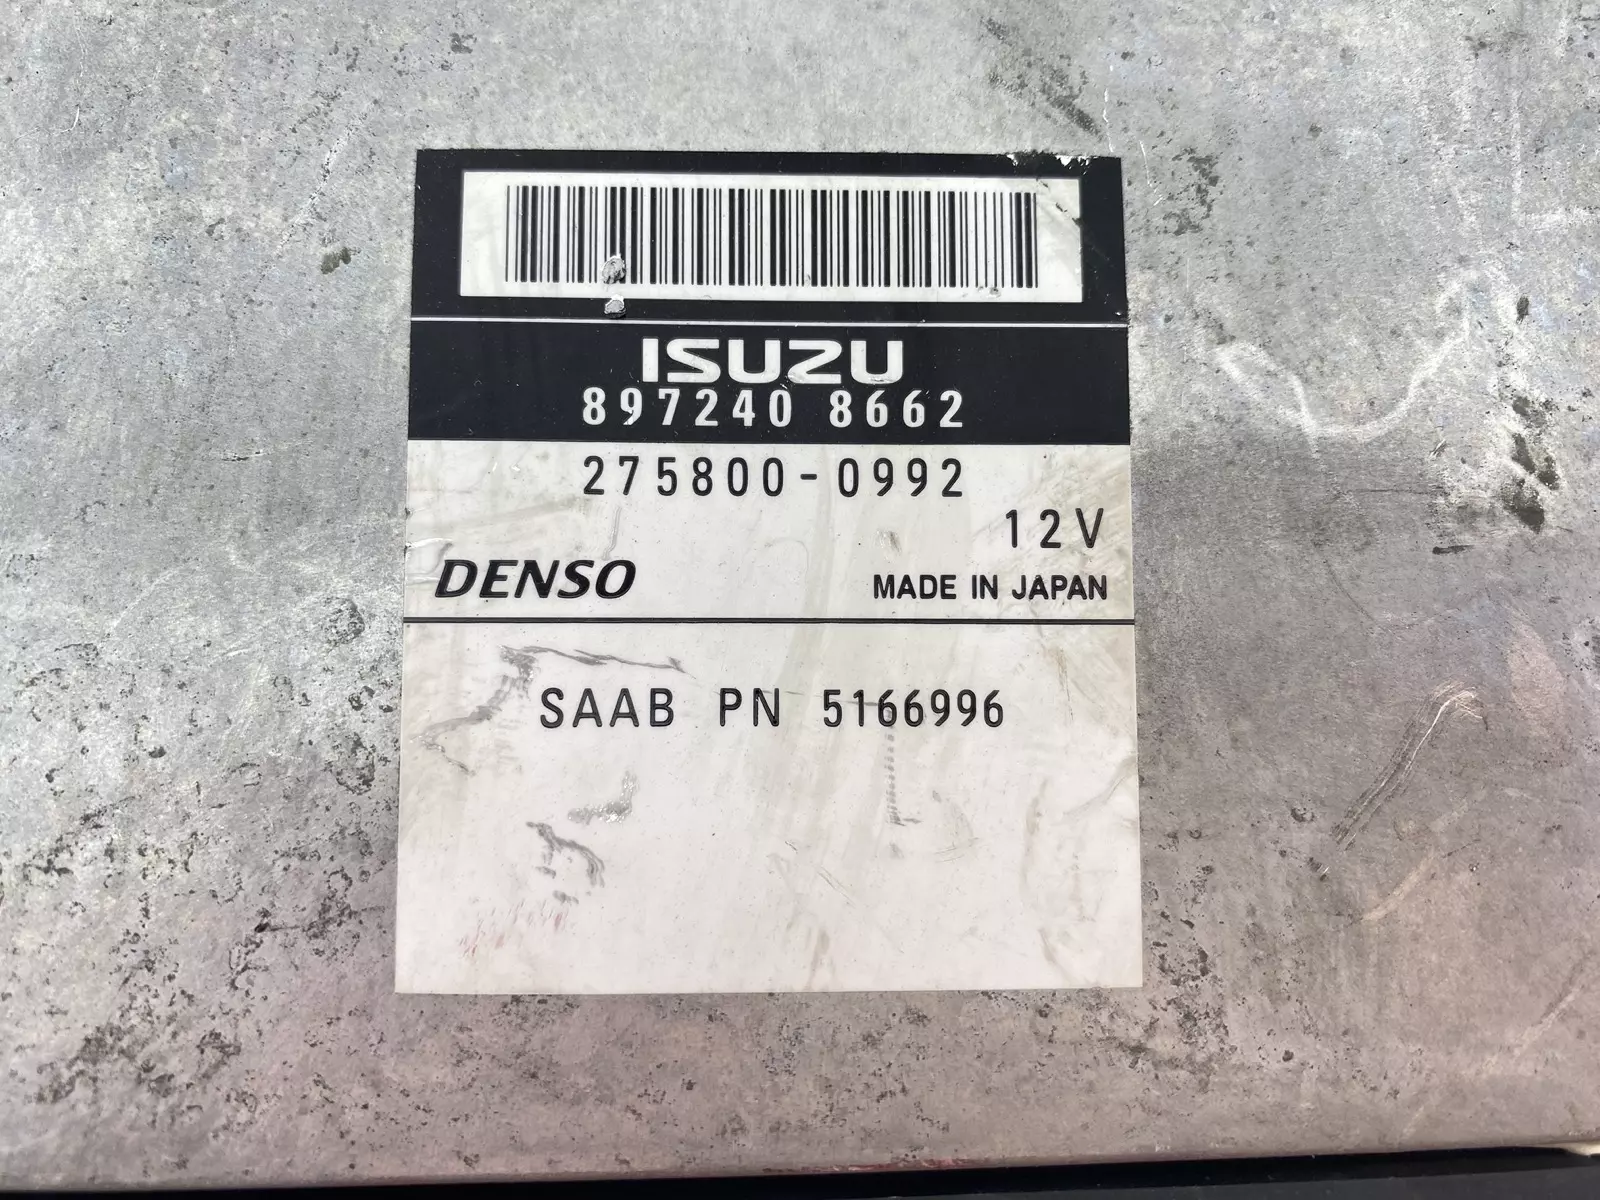 ISUZU
897240 8662
275800-0992
12V
DENSO MADE IN JAPAN
SAAB PN 5166996